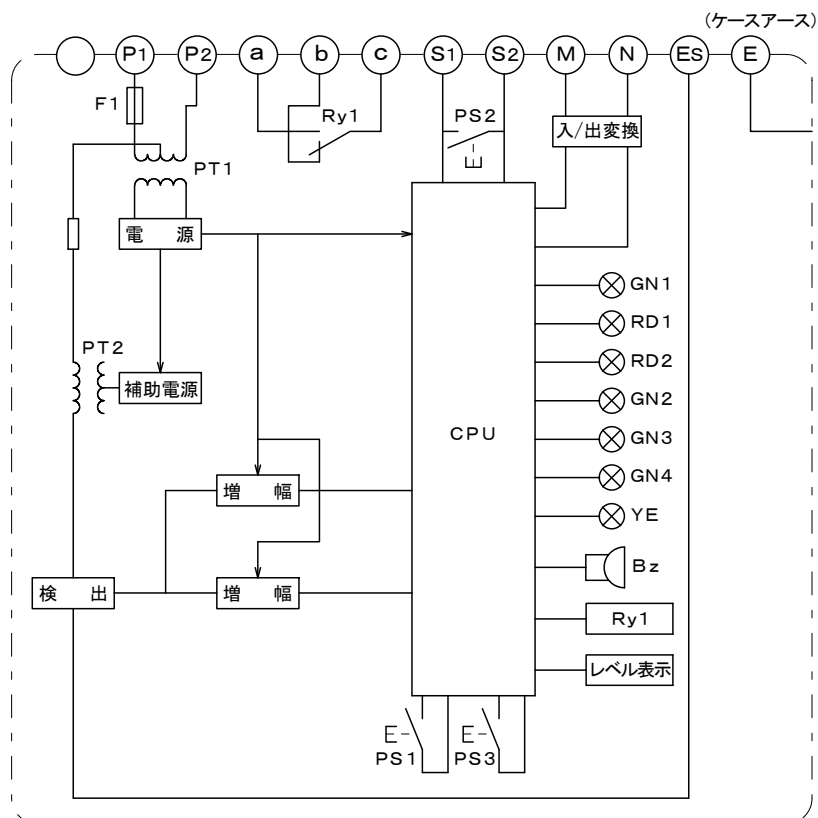 (ケースアース)
P1 P2 a b c S1 S2 M N Es E
F1
Ry1
PS2
入/出変換
PT1
電 源
GN1
RD1
PT2
RD2
補助電源
GN2
CPU
GN3
GN4
増 幅
YE
Bz
検 出
増 幅
Ry1
レベル表示
PS1
PS3